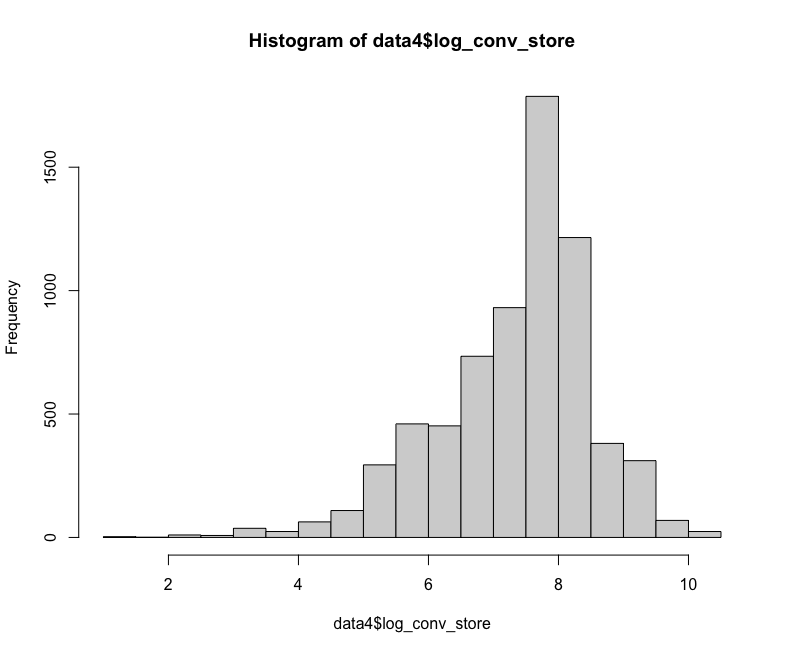 Histogram of data4$log_conv_store
Frequency
1500
1000
500
0
2 4 6 8 10
data4$log_conv_store